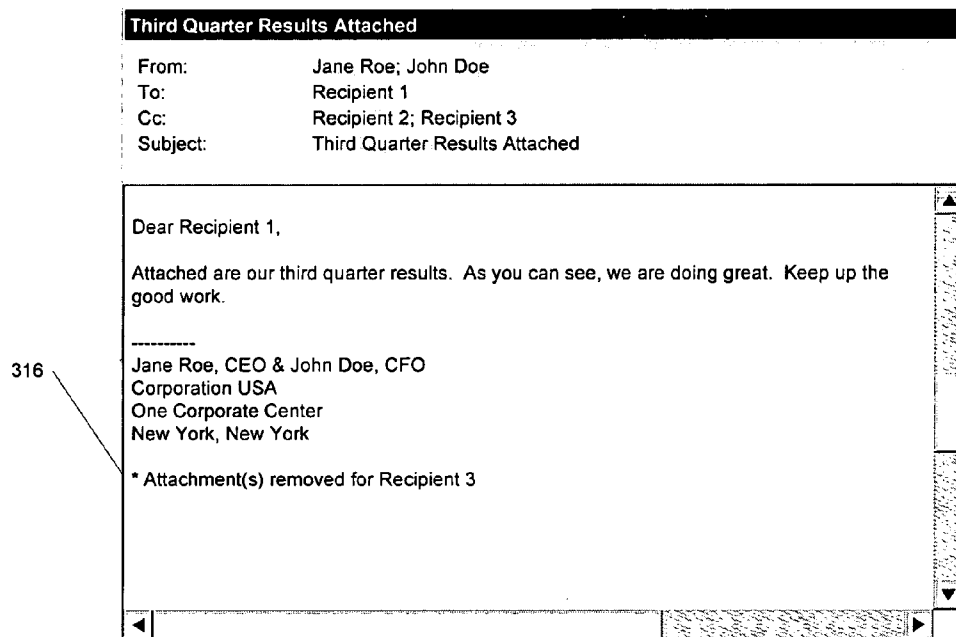 Third Quarter Results Attached
From: Jane Roe; John Doe
To: Recipient 1
Cc: Recipient 2; Recipient 3
Subject: Third Quarter Results Attached
Dear Recipient 1,
Attached are our third quarter results. As you can see, we are doing great. Keep up the
good work.
----------
Jane Roe, CEO & John Doe, CFO
316
Corporation USA
One Corporate Center
New York, New York
* Attachment(s) removed for Recipient 3